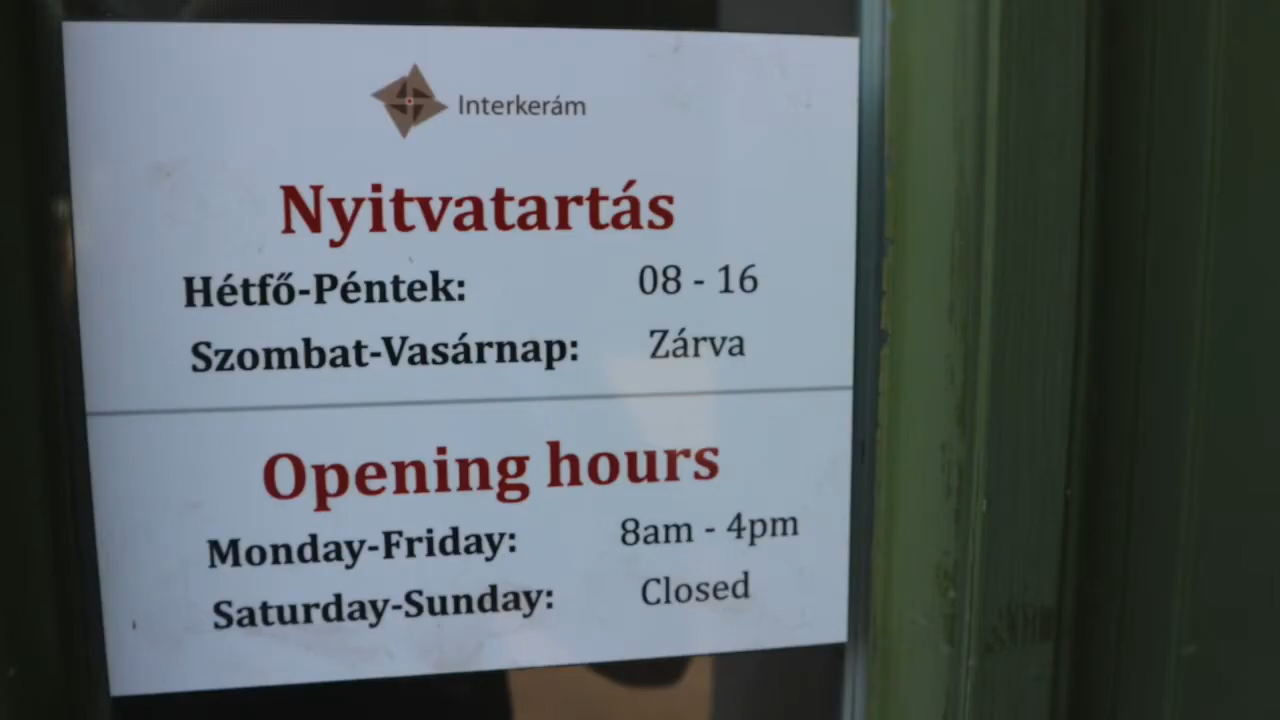 Interkerám
Nyitvatartás
Hétfő-Péntek: 08 - 16
Szombat-Vasárnap: Zárva
Opening hours
Monday-Friday: 8am - 4pm
Saturday-Sunday: Closed